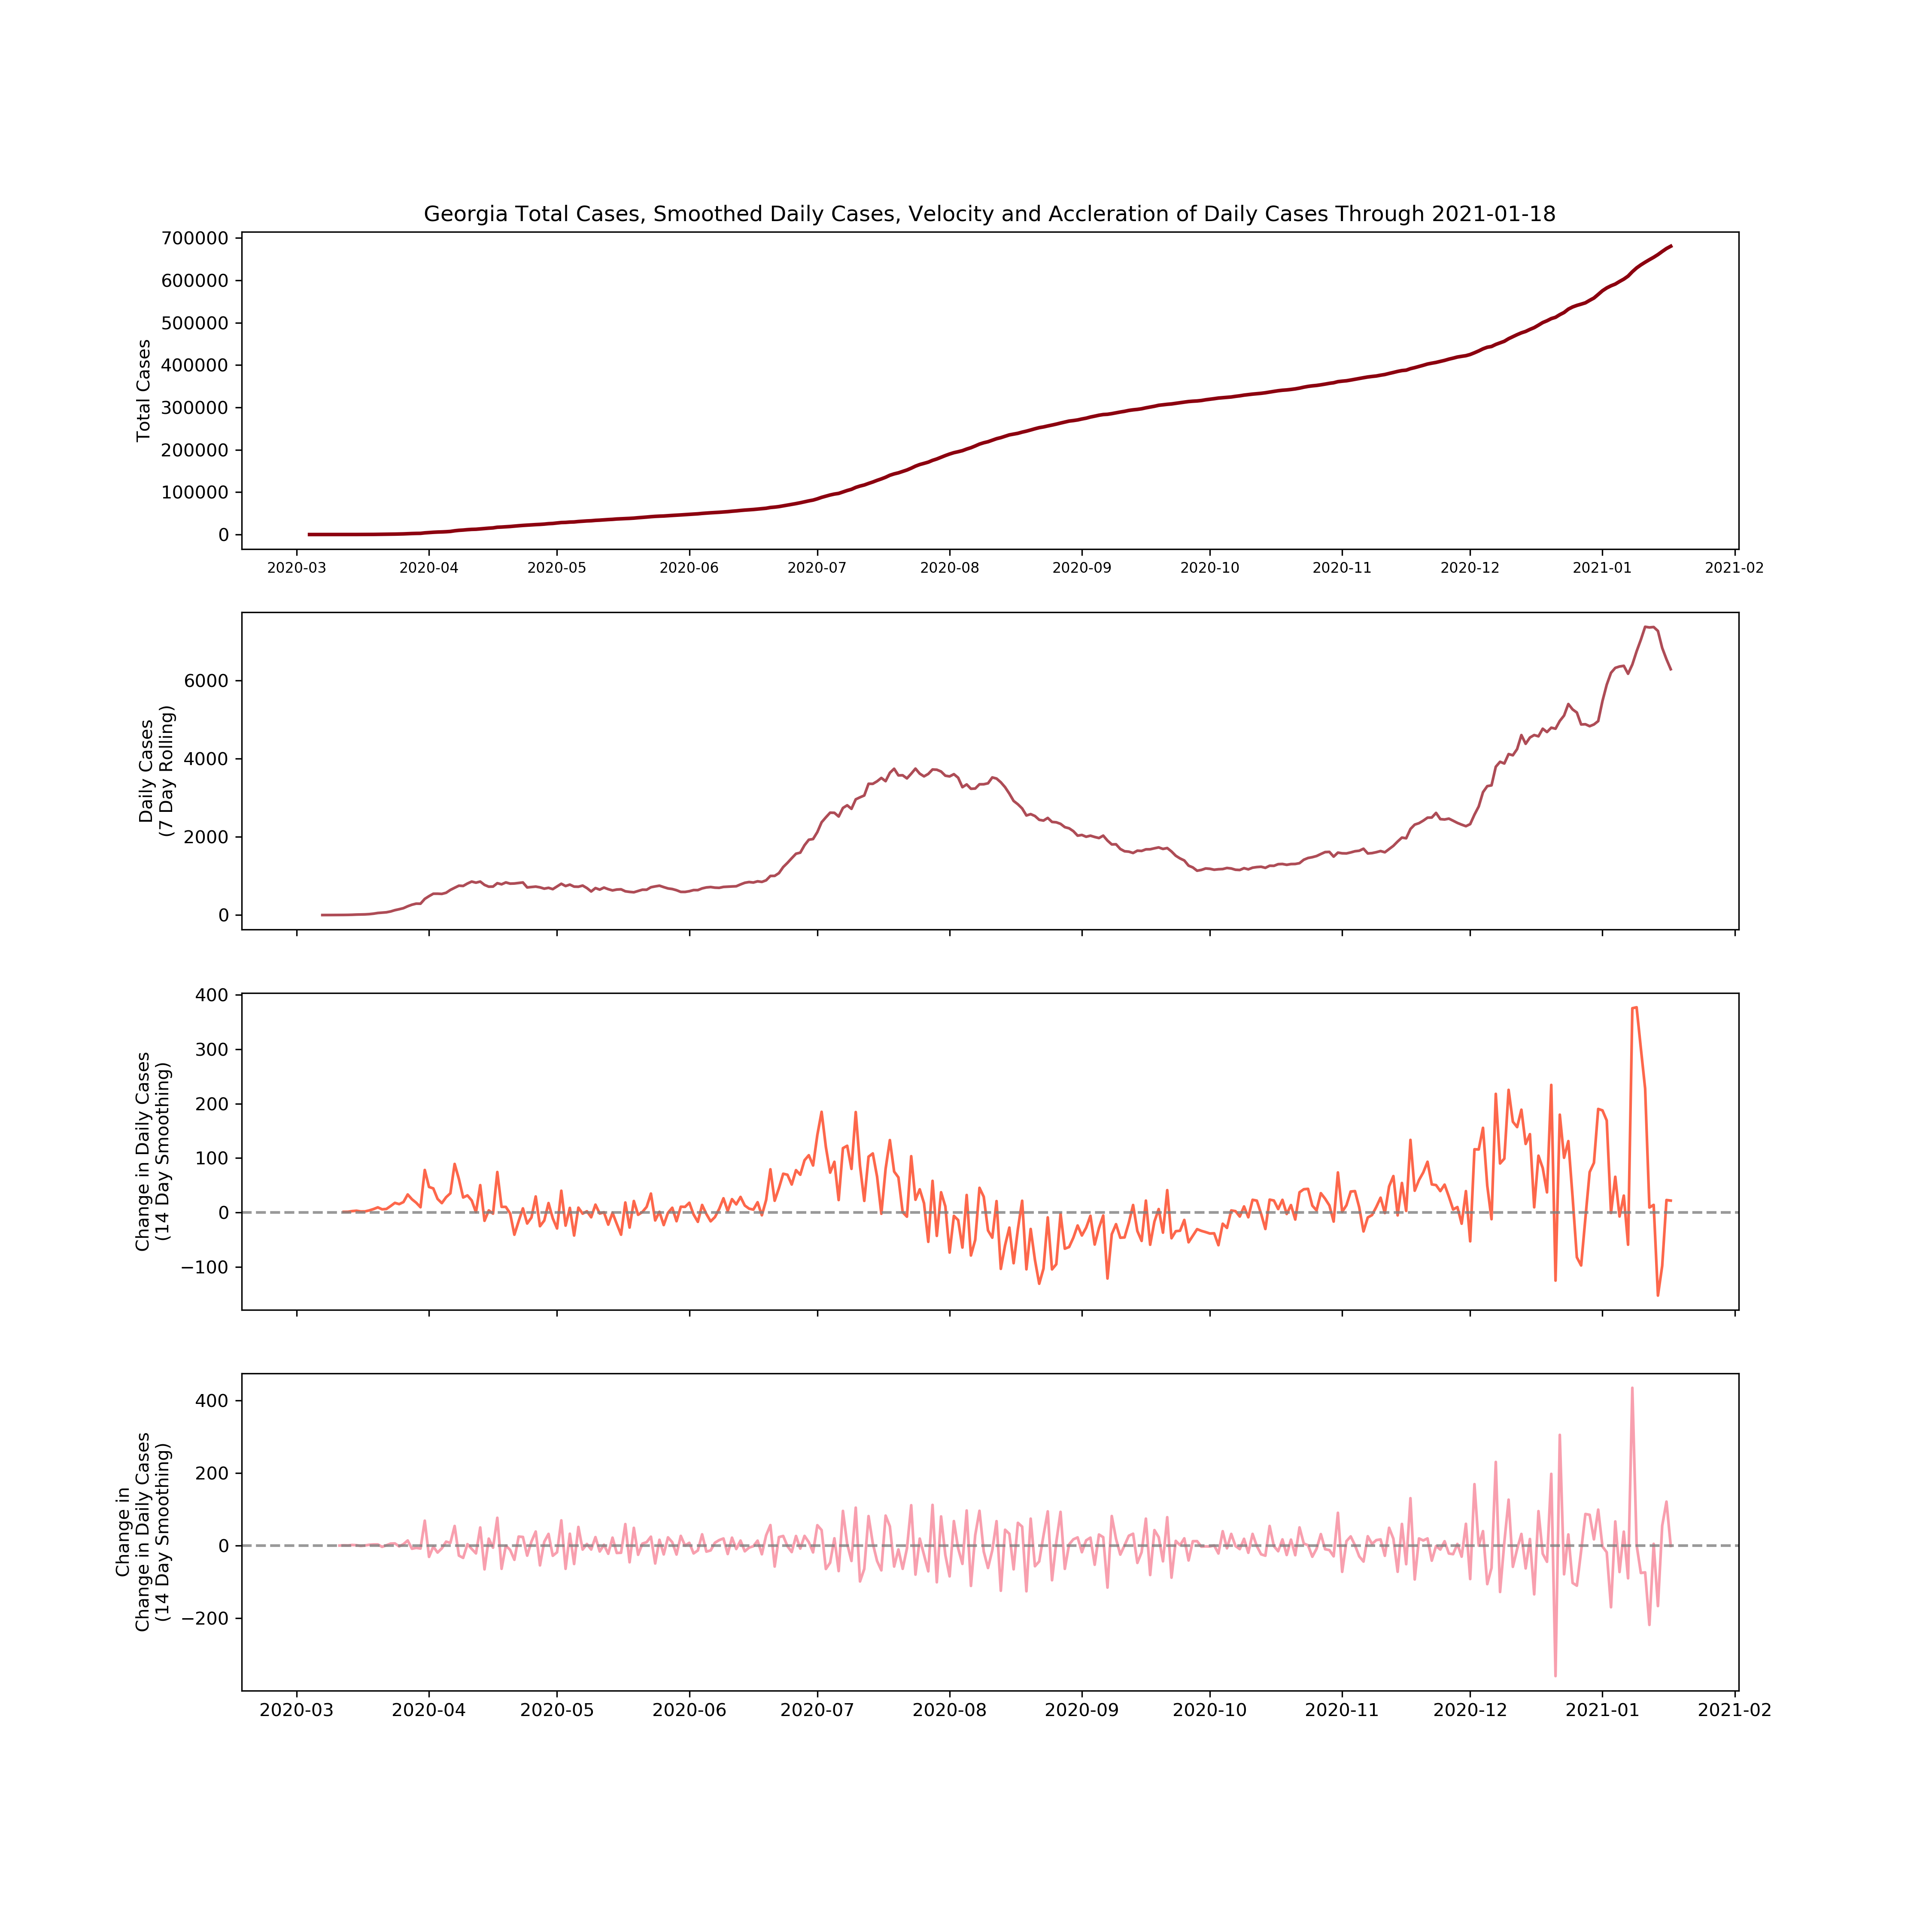 Georgia Total Cases, Smoothed Daily Cases, Velocity and Accleration of Daily Cases Through 2021-01-18
Total Cases
700000
600000
500000
400000
300000
200000
100000
0
2020-03 2020-04 2020-05 2020-06 2020-07 2020-08 2020-09 2020-10 2020-11 2020-12 2021-01 2021-02
Daily Cases
(7 Day Rolling)
6000
4000
2000
0
Change in Daily Cases
(14 Day Smoothing)
400
300
200
100
0
−100
Change in
Change in Daily Cases
(14 Day Smoothing)
400
200
0
−200
2020-03 2020-04 2020-05 2020-06 2020-07 2020-08 2020-09 2020-10 2020-11 2020-12 2021-01 2021-02